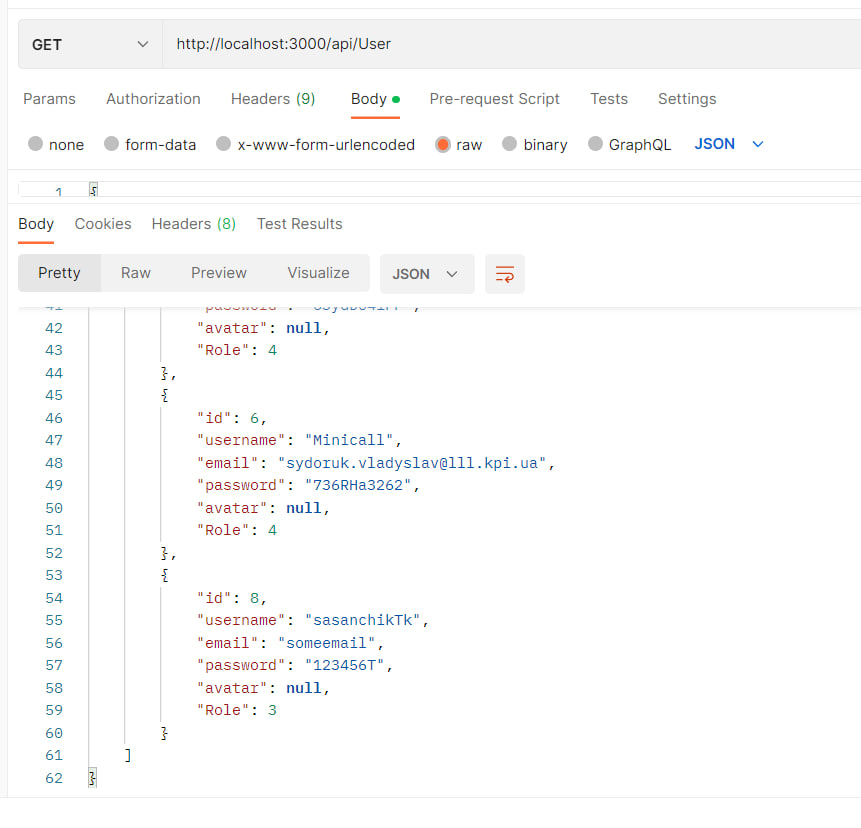 GET http://localhost:3000/api/User
Params Authorization Headers (9) Body Pre-request Script Tests Settings
none form-data x-www-form-urlencoded raw binary GraphQL JSON
1 {
Body Cookies Headers (8) Test Results
Pretty Raw Preview Visualize JSON
41 "password":
42 "avatar": null,
43 "Role": 4
44 },
45 {
46 "id": 6,
47 "username": "Minicall",
48 "email": "sydoruk.vladyslav@lll.kpi.ua",
49 "password": "736RHa3262",
50 "avatar": null,
51 "Role": 4
52 },
53 {
54 "id": 8,
55 "username": "sasanchikTk",
56 "email": "someemail",
57 "password": "123456T",
58 "avatar": null,
59 "Role": 3
60 }
61 ]
62 }